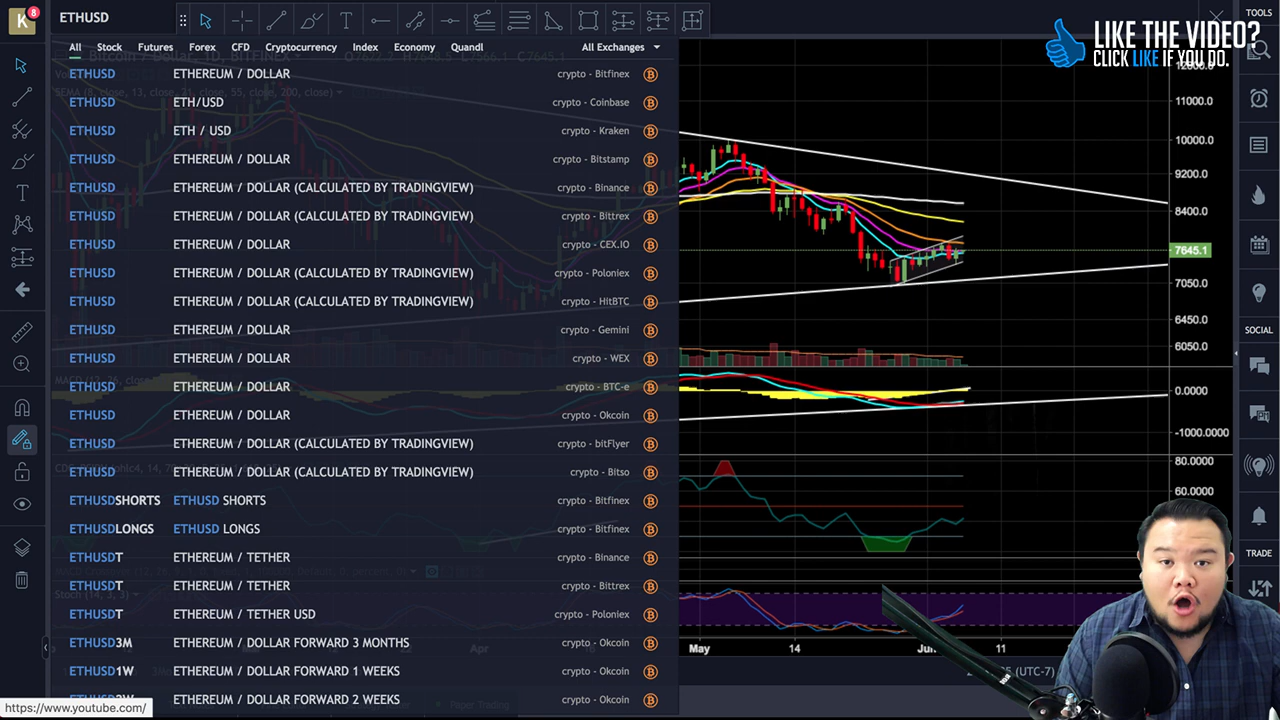 K
8
ETHUSD
TOOLS
LIKE THE VIDEO?
CLICK LIKE IF YOU DO.
All Stock Futures Forex CFD Cryptocurrency Index Economy Quandl All Exchanges
ETHUSD ETHEREUM / DOLLAR crypto - Bitfinex
ETHUSD ETH/USD crypto - Coinbase
ETHUSD ETH / USD crypto - Kraken
ETHUSD ETHEREUM / DOLLAR crypto - Bitstamp
ETHUSD ETHEREUM / DOLLAR (CALCULATED BY TRADINGVIEW) crypto - Binance
ETHUSD ETHEREUM / DOLLAR (CALCULATED BY TRADINGVIEW) crypto - Bittrex
ETHUSD ETHEREUM / DOLLAR crypto - CEX.IO
ETHUSD ETHEREUM / DOLLAR (CALCULATED BY TRADINGVIEW) crypto - Poloniex
ETHUSD ETHEREUM / DOLLAR (CALCULATED BY TRADINGVIEW) crypto - HitBTC
ETHUSD ETHEREUM / DOLLAR crypto - Gemini
ETHUSD ETHEREUM / DOLLAR crypto - WEX
ETHUSD ETHEREUM / DOLLAR crypto - BTC-e
ETHUSD ETHEREUM / DOLLAR crypto - Okcoin
ETHUSD ETHEREUM / DOLLAR (CALCULATED BY TRADINGVIEW) crypto - bitFlyer
ETHUSD ETHEREUM / DOLLAR (CALCULATED BY TRADINGVIEW) crypto - Bitso
ETHUSDSHORTS ETHUSD SHORTS crypto - Bitfinex
ETHUSDLONGS ETHUSD LONGS crypto - Bitfinex
ETHUSDT ETHEREUM / TETHER crypto - Binance
ETHUSDT ETHEREUM / TETHER crypto - Bittrex
ETHUSDT ETHEREUM / TETHER USD crypto - Poloniex
ETHUSD3M ETHEREUM / DOLLAR FORWARD 3 MONTHS crypto - Okcoin
ETHUSD1W ETHEREUM / DOLLAR FORWARD 1 WEEKS crypto - Okcoin
ETHUSD2W ETHEREUM / DOLLAR FORWARD 2 WEEKS crypto - Okcoin
https://www.youtube.com/
Paper Trading
Apr
11000.0
10000.0
9200.0
8400.0
7645.1
7050.0
6450.0
6050.0
0.0000
-1000.0000
80.0000
60.0000
May 14 11
(UTC-7)
SOCIAL
TRADE